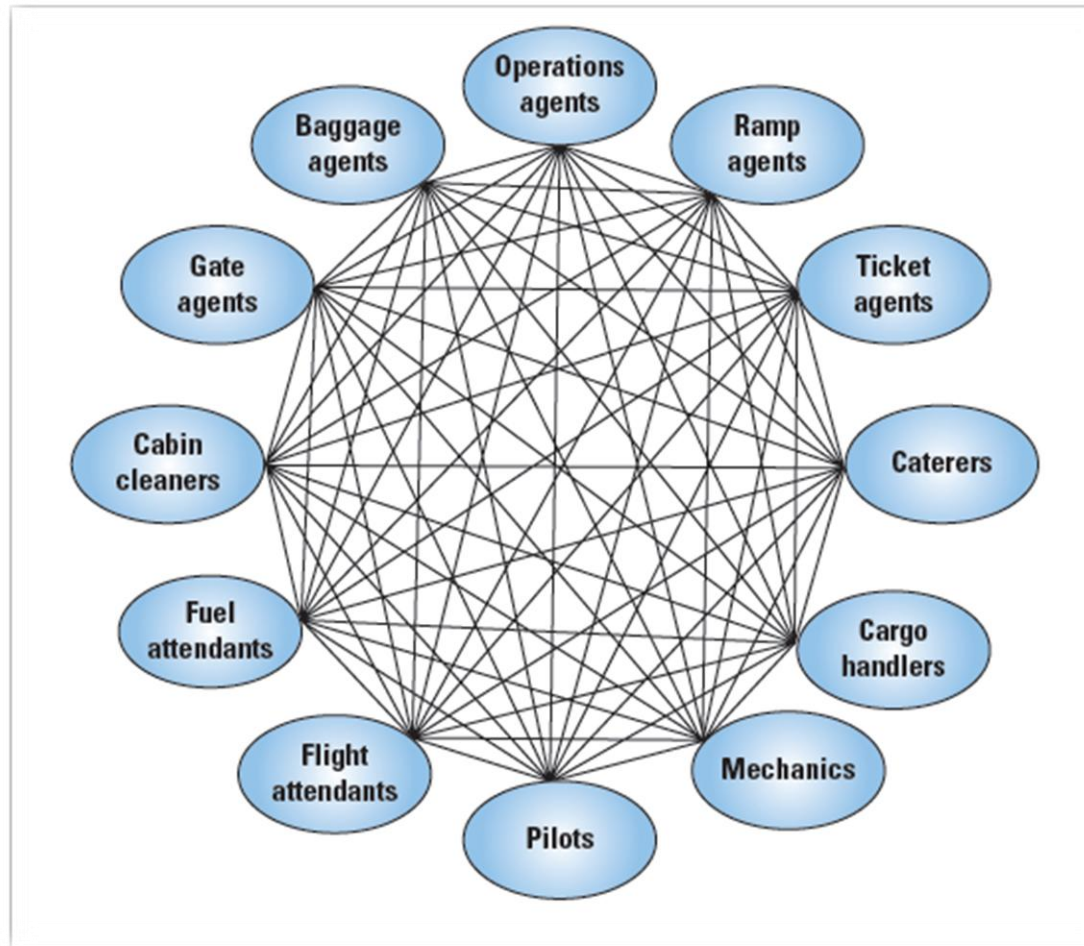 Operations
agents
Baggage
agents
Ramp
agents
Gate
agents
Ticket
agents
Cabin
cleaners
Caterers
Fuel
attendants
Cargo
handlers
Flight
attendants
Mechanics
Pilots